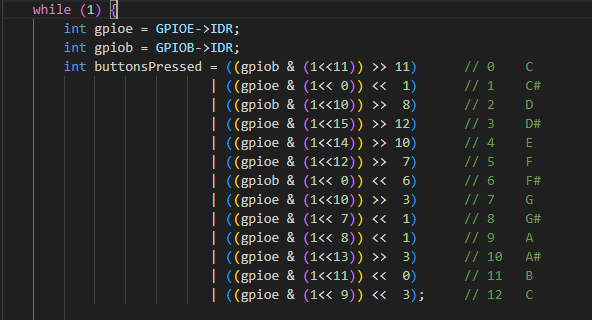 while (1) {
    int gpioe = GPIOE->IDR;
    int gpiob = GPIOB->IDR;
    int buttonsPressed = ((gpiob & (1<<11)) >> 11)      // 0    C
                       | ((gpioe & (1<< 0)) <<  1)      // 1    C#
                       | ((gpiob & (1<<10)) >>  8)      // 2    D
                       | ((gpioe & (1<<15)) >> 12)      // 3    D#
                       | ((gpioe & (1<<14)) >> 10)      // 4    E
                       | ((gpioe & (1<<12)) >>  7)      // 5    F
                       | ((gpiob & (1<< 0)) <<  6)      // 6    F#
                       | ((gpioe & (1<<10)) >>  3)      // 7    G
                       | ((gpioe & (1<< 7)) <<  1)      // 8    G#
                       | ((gpioe & (1<< 8)) <<  1)      // 9    A
                       | ((gpioe & (1<<13)) >>  3)      // 10   A#
                       | ((gpioe & (1<<11)) <<  0)      // 11   B
                       | ((gpioe & (1<< 9)) <<  3);     // 12   C